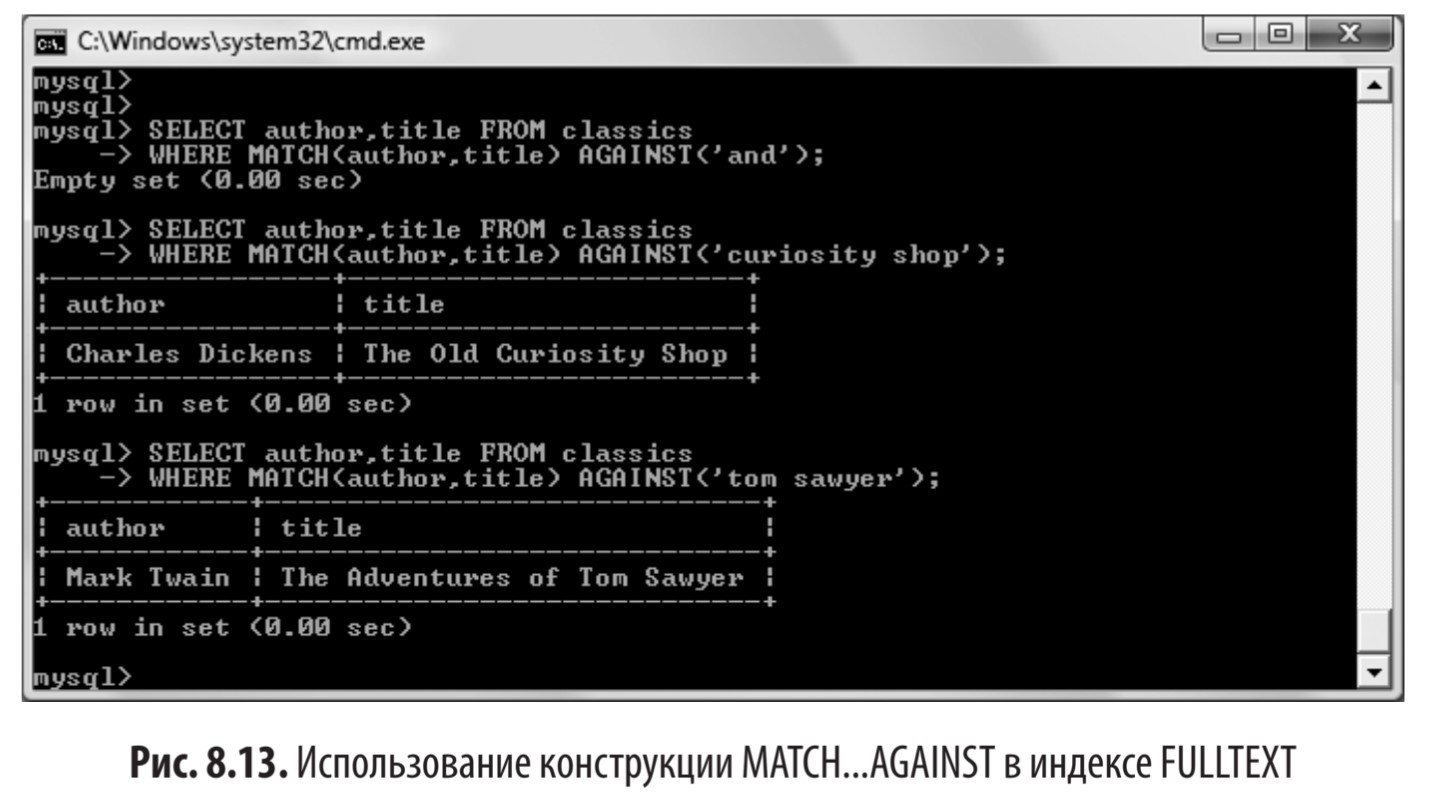 C:\Windows\system32\cmd.exe
mysql>
mysql>
mysql> SELECT author,title FROM classics
    -> WHERE MATCH(author,title) AGAINST('and');
Empty set (0.00 sec)

mysql> SELECT author,title FROM classics
    -> WHERE MATCH(author,title) AGAINST('curiosity shop');
+-----------------+------------------------+
| author          | title                  |
+-----------------+------------------------+
| Charles Dickens | The Old Curiosity Shop |
+-----------------+------------------------+
1 row in set (0.00 sec)

mysql> SELECT author,title FROM classics
    -> WHERE MATCH(author,title) AGAINST('tom sawyer');
+------------+------------------------------+
| author     | title                        |
+------------+------------------------------+
| Mark Twain | The Adventures of Tom Sawyer |
+------------+------------------------------+
1 row in set (0.00 sec)

mysql>
Рис. 8.13. Использование конструкции MATCH...AGAINST в индексе FULLTEXT